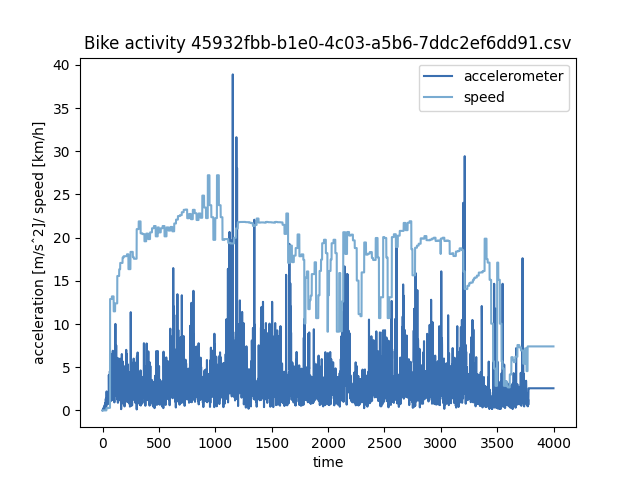 Bike activity 45932fbb-b1e0-4c03-a5b6-7ddc2ef6dd91.csv
accelerometer
speed
acceleration [m/s^2]/ speed [km/h]
40
35
30
25
20
15
10
5
0
0 500 1000 1500 2000 2500 3000 3500 4000
time